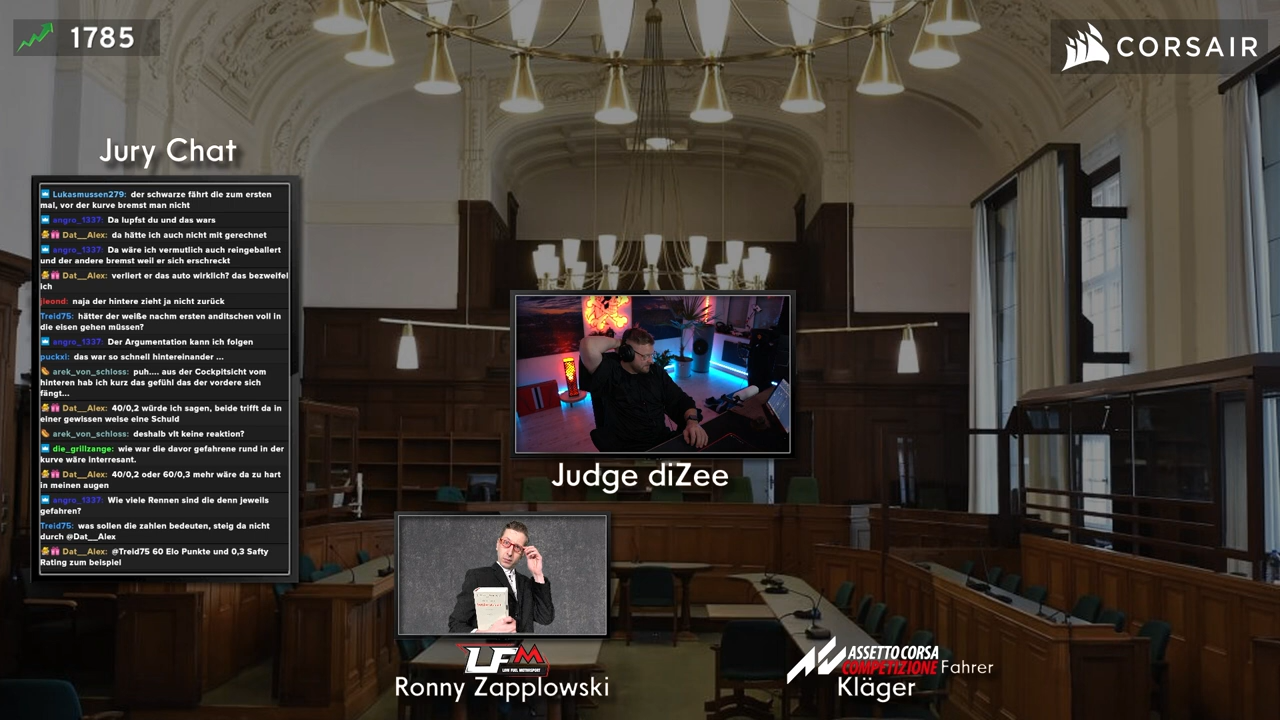 1785
CORSAIR
Jury Chat
Lukasmussen279: der schwarze fährt die zum ersten
mal, vor der kurve bremst man nicht
angro_1337: Da lupfst du und das wars
Dat__Alex: da hätte ich auch nicht mit gerechnet
angro_1337: Da wäre ich vermutlich auch reingeballert
und der andere bremst weil er sich erschreckt
Dat__Alex: verliert er das auto wirklich? das bezweifel
ich
jleond: naja der hintere zieht ja nicht zurück
Treid75: hätter der weiße nachm ersten anditschen voll in
die eisen gehen müssen?
angro_1337: Der Argumentation kann ich folgen
puckxi: das war so schnell hintereinander ...
arek_von_schloss: puh.... aus der Cockpitsicht vom
hinteren hab ich kurz das gefühl das der vordere sich
fängt...
Dat__Alex: 40/0,2 würde ich sagen, beide trifft da in
einer gewissen weise eine Schuld
arek_von_schloss: deshalb vlt keine reaktion?
die_grillzange: wie war die davor gefahrene rund in der
kurve wäre interresant.
Dat__Alex: 40/0,2 oder 60/0,3 mehr wäre da zu hart
in meinen augen
angro_1337: Wie viele Rennen sind die denn jeweils
gefahren?
Treid75: was sollen die zahlen bedeuten, steig da nicht
durch @Dat__Alex
Dat__Alex: @Treid75 60 Elo Punkte und 0,3 Safty
Rating zum beispiel
Judge diZee
LFM
LOW FUEL MOTORSPORT
Ronny Zapplowski
ASSETTO CORSA
COMPETIZIONE Fahrer
Kläger